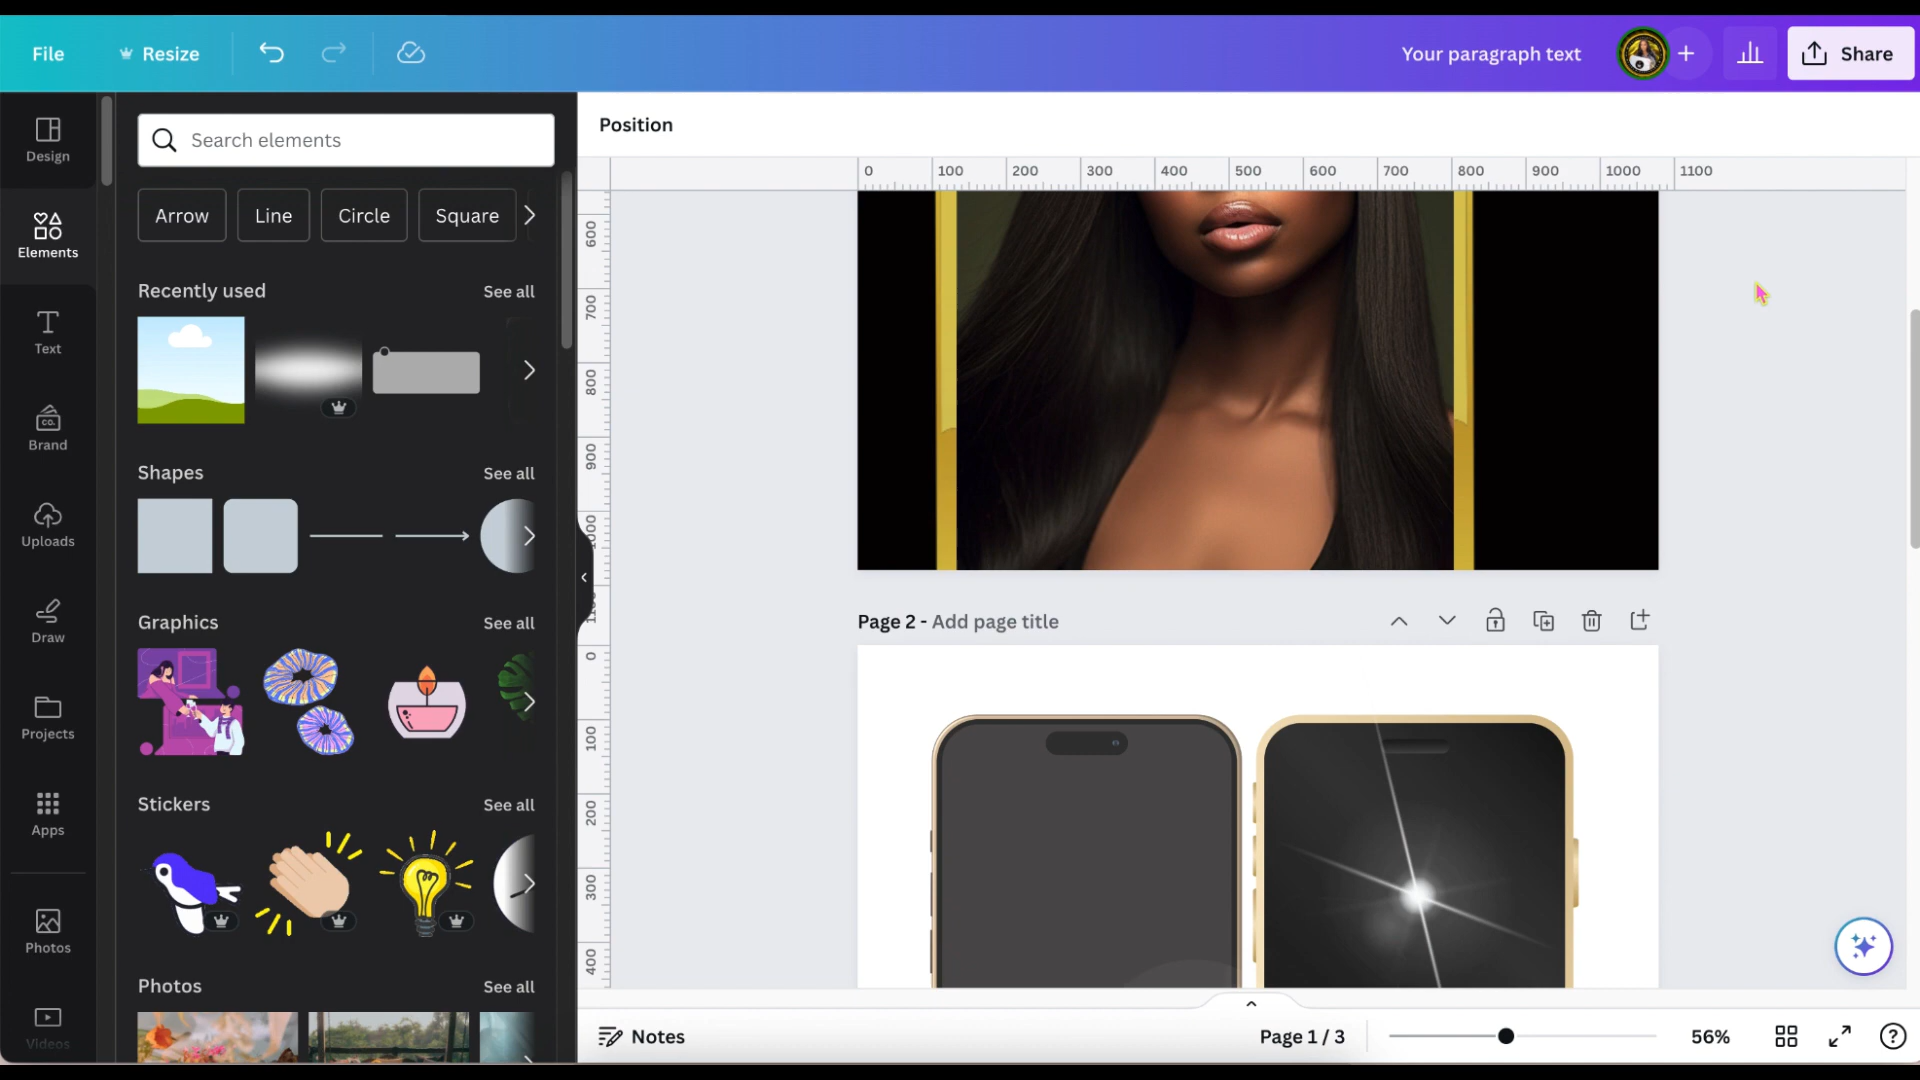 File
Resize
Your paragraph text
Share
Design
Elements
Text
Brand
CO.
Uploads
Draw
Projects
Apps
Photos
Videos
Search elements
Arrow
Line
Circle
Square
Recently used
See all
Shapes
See all
Graphics
See all
Stickers
See all
Photos
See all
Position
0 100 200 300 400 500 600 700 800 900 1000 1100
600
700
800
900
1000
0
100
200
300
400
Page 2 - Add page title
Notes
Page 1 / 3
56%